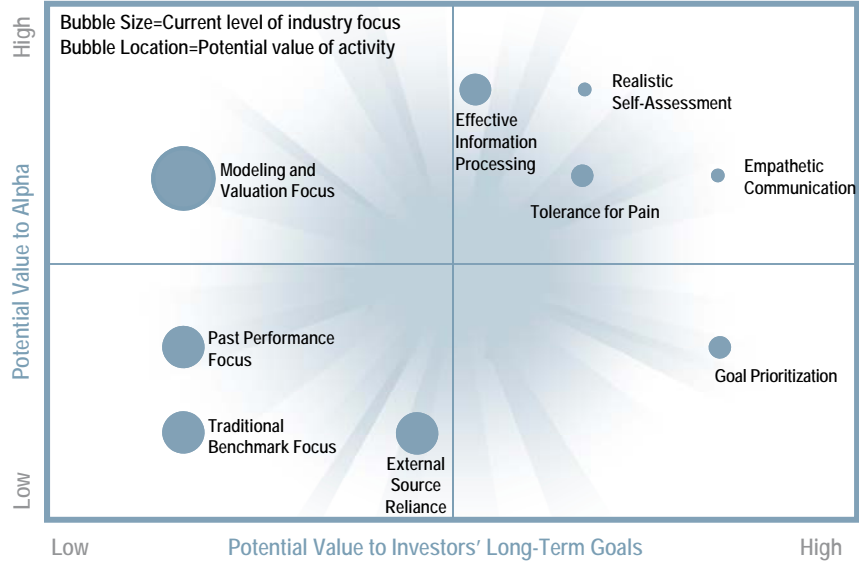 High
Bubble Size=Current level of industry focus
Bubble Location=Potential value of activity
Realistic
Self-Assessment
Effective
Information
Processing
Modeling and
Valuation Focus
Empathetic
Communication
Tolerance for Pain
Potential Value to Alpha
Past Performance
Focus
Goal Prioritization
Traditional
Benchmark Focus
External
Source
Reliance
Low
Low
Potential Value to Investors' Long-Term Goals
High